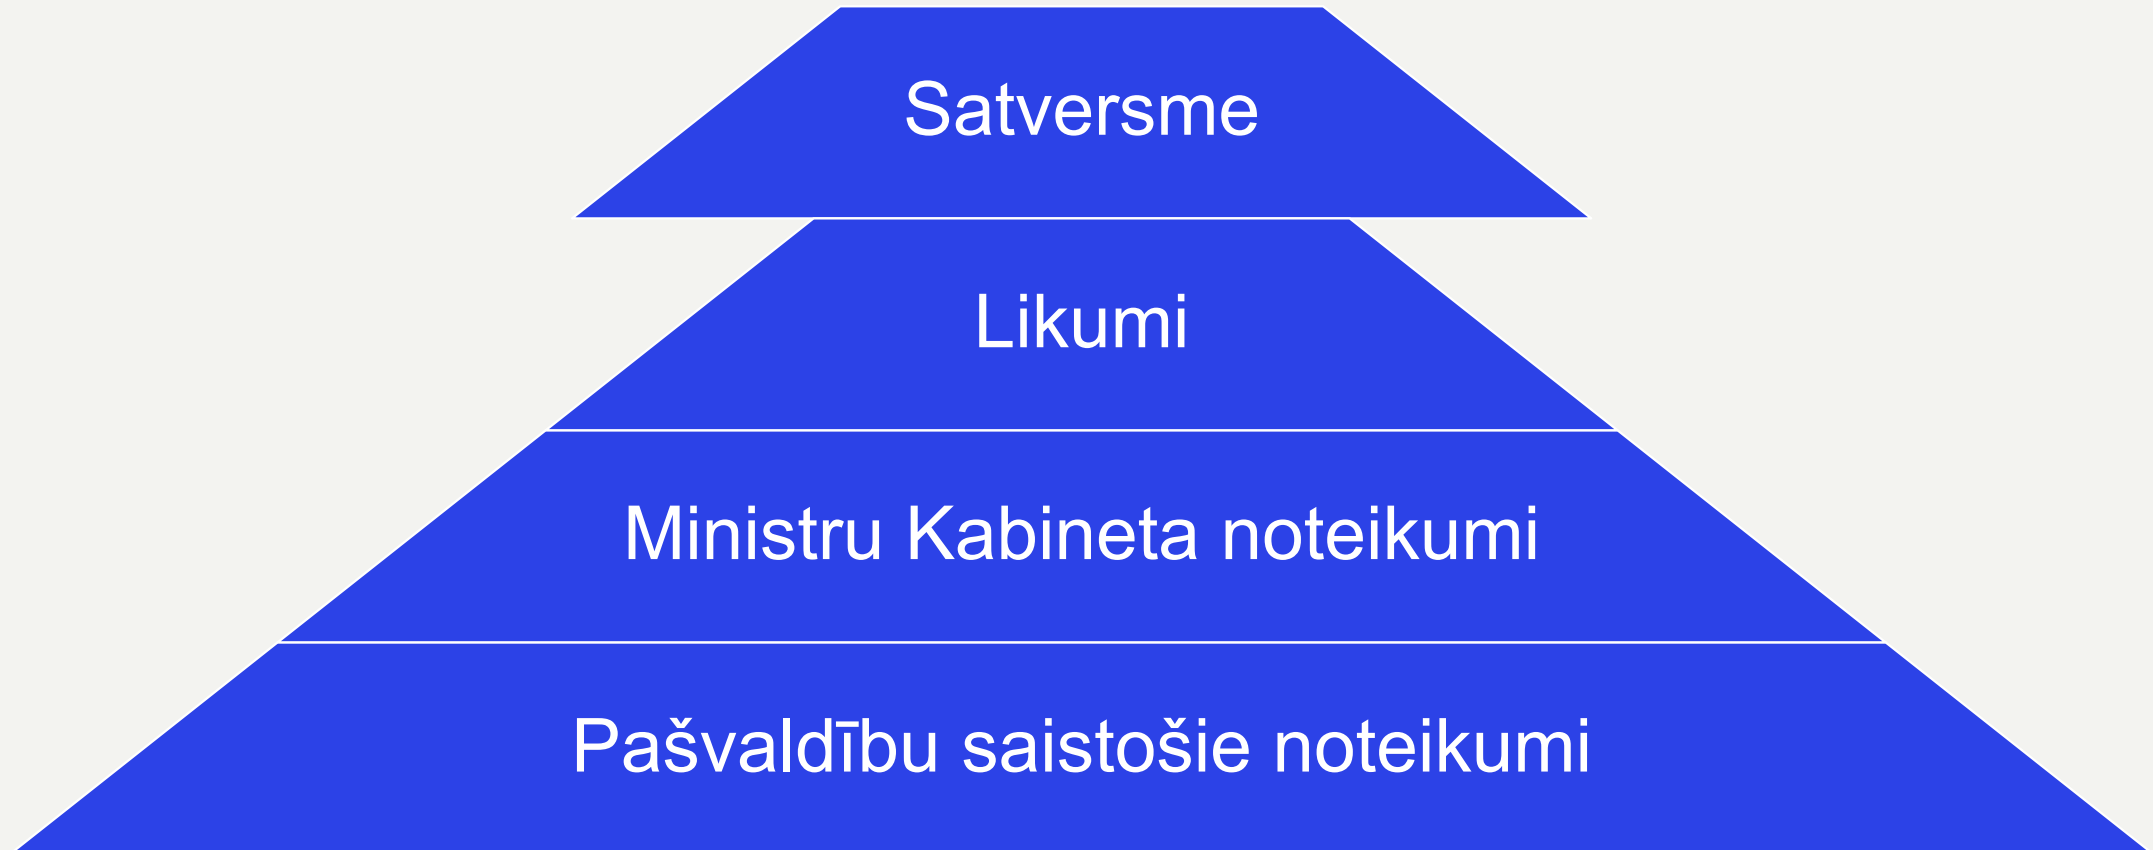 Satversme
Likumi
Ministru Kabineta noteikumi
Pašvaldību saistošie noteikumi